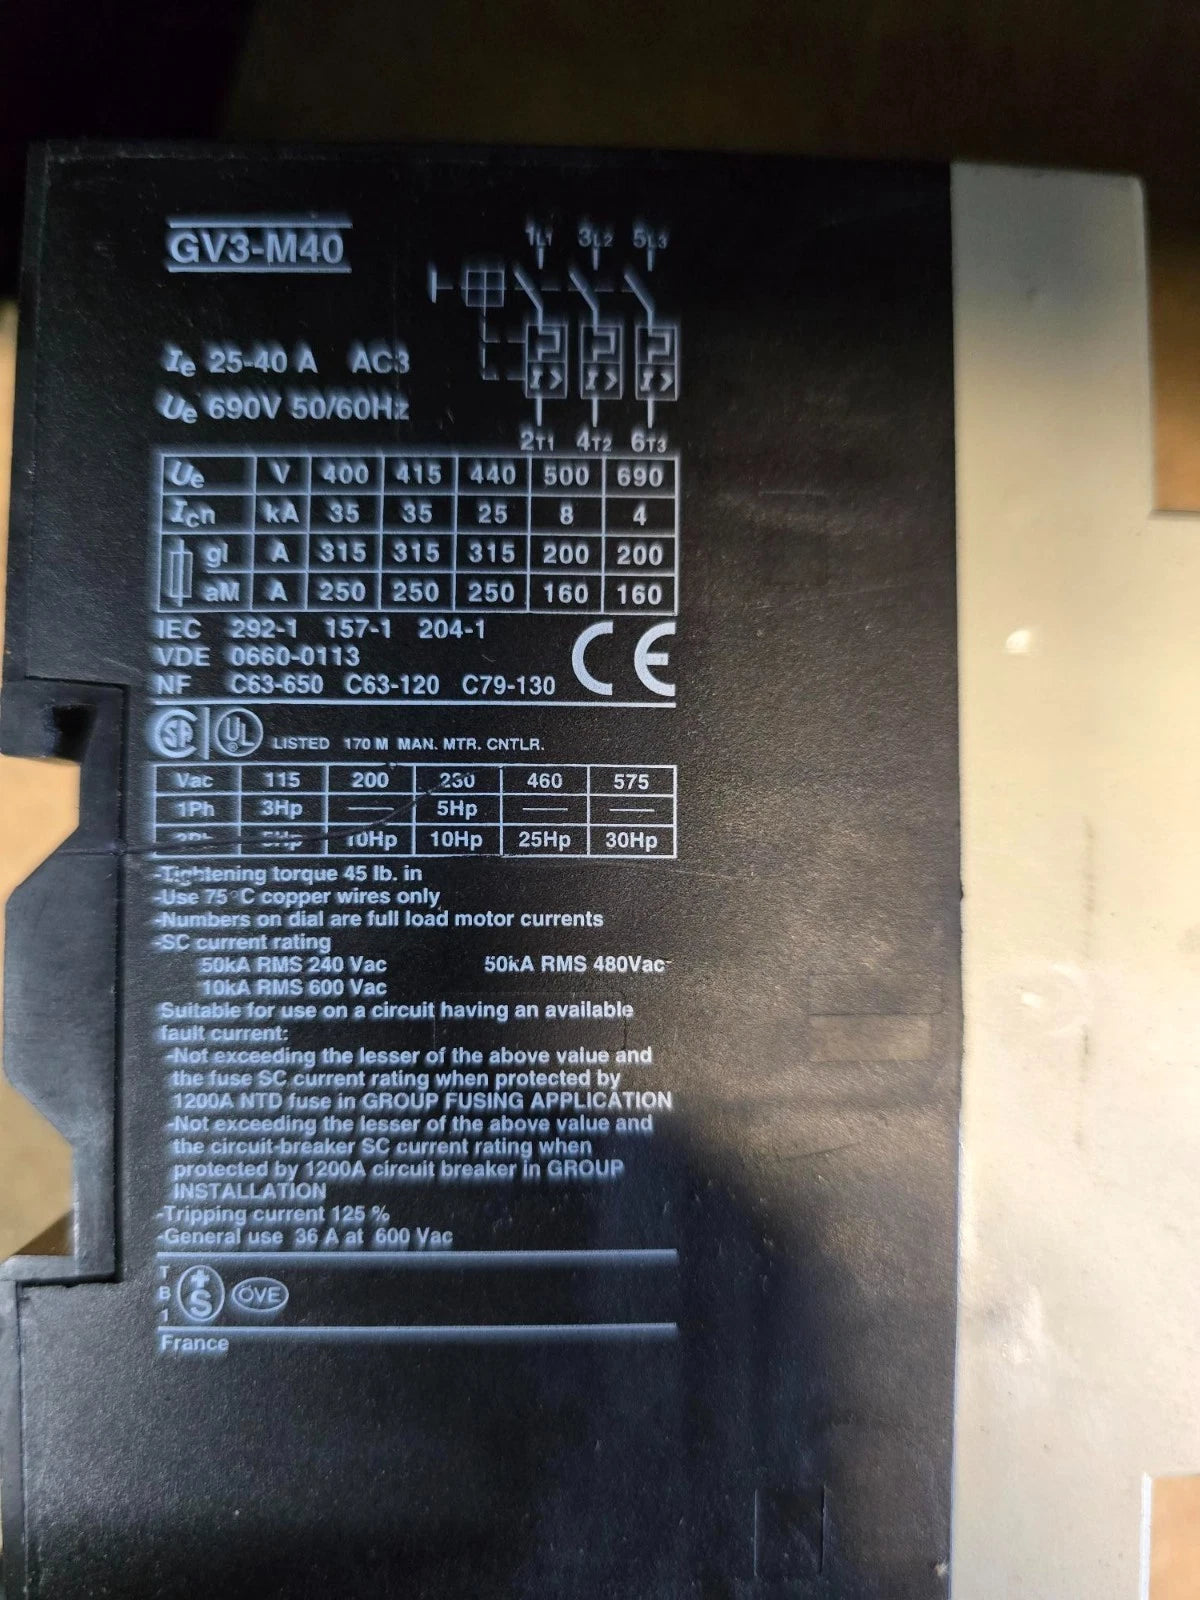 GV3-M40
1L1 3L2 5L3
Ie 25-40 A AC3
Ue 690V 50/60Hz
I> I> I>
2T1 4T2 6T3
Ue V 400 415 440 500 690
Icn kA 35 35 25 8 4
gl A 315 315 315 200 200
aM A 250 250 250 160 160
IEC 292-1 157-1 204-1
VDE 0660-0113
NF C63-650 C63-120 C79-130
CE
SP UL LISTED 170 M MAN. MTR. CNTLR.
Vac 115 200 230 460 575
1Ph 3Hp — 5Hp — —
3Ph 5Hp 10Hp 10Hp 25Hp 30Hp
-Tightening torque 45 lb. in
-Use 75°C copper wires only
-Numbers on dial are full load motor currents
-SC current rating
50kA RMS 240 Vac 50kA RMS 480Vac-
10kA RMS 600 Vac
Suitable for use on a circuit having an available
fault current:
-Not exceeding the lesser of the above value and
the fuse SC current rating when protected by
1200A NTD fuse in GROUP FUSING APPLICATION
-Not exceeding the lesser of the above value and
the circuit-breaker SC current rating when
protected by 1200A circuit breaker in GROUP
INSTALLATION
-Tripping current 125 %
-General use 36 A at 600 Vac
TB1 +S ÖVE
France